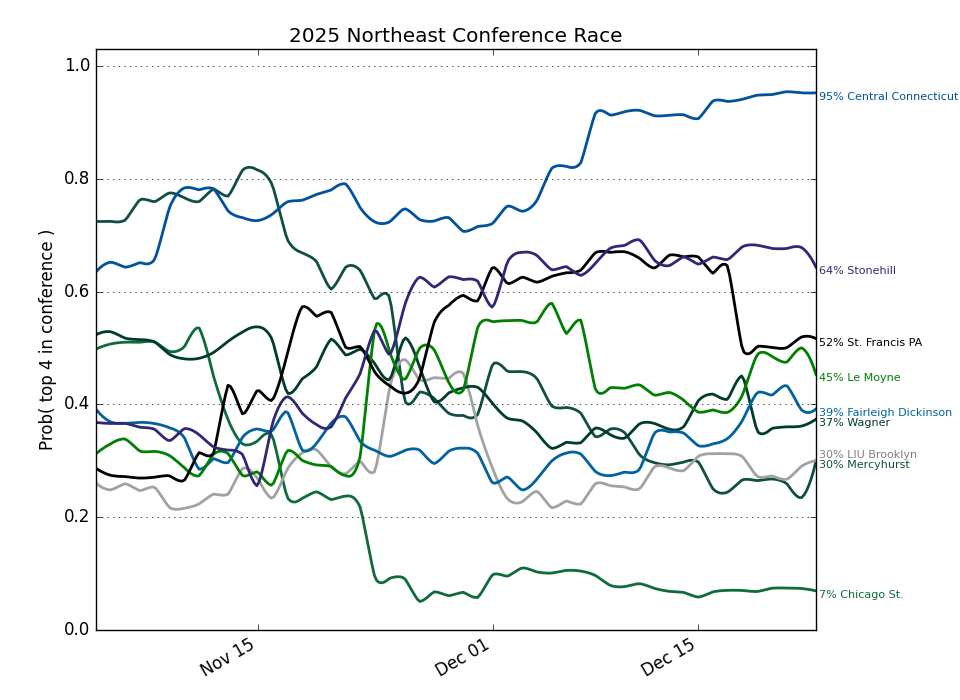 2025 Northeast Conference Race
1.0
0.8
0.6
0.4
0.2
0.0
Prob( top 4 in conference )
Nov 15
Dec 01
Dec 15
95% Central Connecticut
64% Stonehill
52% St. Francis PA
45% Le Moyne
39% Fairleigh Dickinson
37% Wagner
30% LIU Brooklyn
30% Mercyhurst
7% Chicago St.